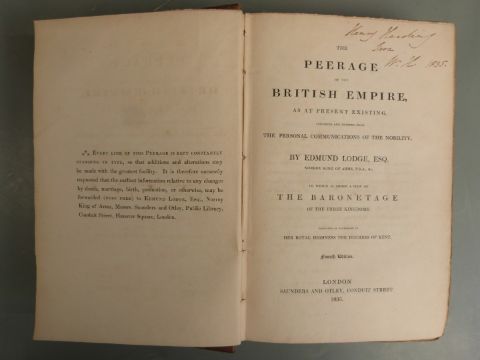 ⁂ Every line of this Peerage is kept constantly
standing in type, so that additions and alterations may
be made with the greatest facility. It is therefore earnestly
requested that the earliest information relative to any changes
by death, marriage, birth, promotion, or otherwise, may be
forwarded (post paid) to Edmund Lodge, Esq., Norroy
King of Arms, Messrs. Saunders and Otley, Public Library,
Conduit Street, Hanover Square, London.
Henry Harding
from
W. H 1835.
THE
PEERAGE
OF THE
BRITISH EMPIRE,
AS AT PRESENT EXISTING.
THE PERSONAL COMMUNICATIONS OF THE NOBILITY.
BY EDMUND LODGE, ESQ.
NORROY KING OF ARMS, F.S.A., &c.
TO WHICH IS ADDED A VIEW OF
THE BARONETAGE
OF THE THREE KINGDOMS.
HER ROYAL HIGHNESS THE DUCHESS OF KENT.
Fourth Edition.
LONDON
SAUNDERS AND OTLEY, CONDUIT STREET
1835.